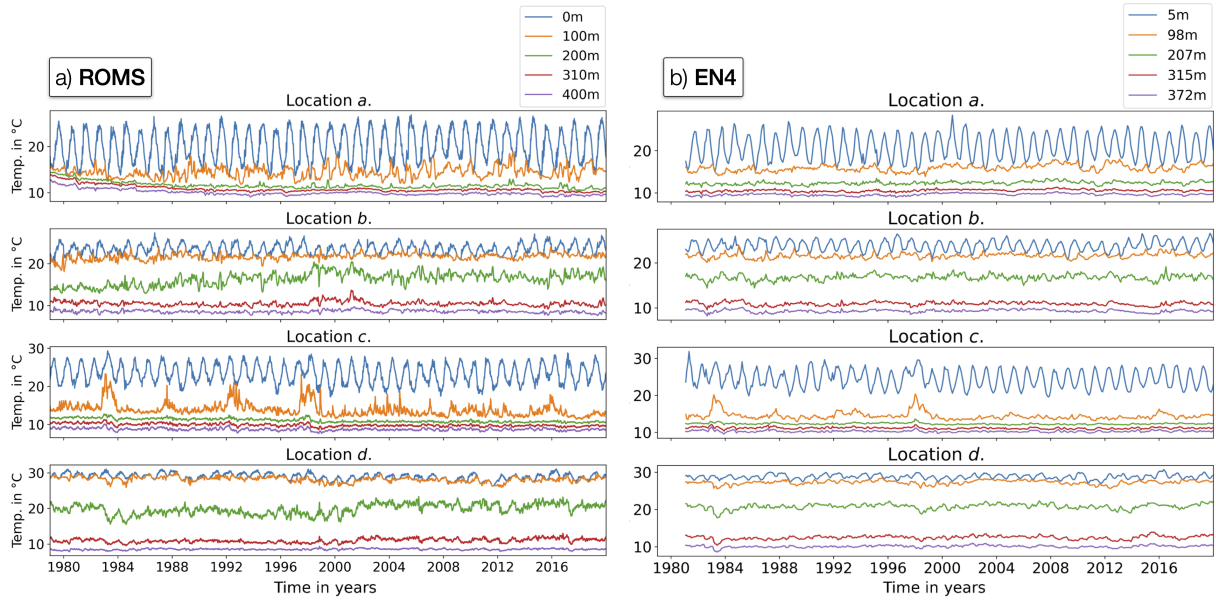 0m
100m
200m
310m
400m
a) ROMS
Location a.
Temp. in °C
20
10
Location b.
Temp. in °C
20
10
Location c.
Temp. in °C
30
20
10
Location d.
Temp. in °C
30
20
10
1980 1984 1988 1992 1996 2000 2004 2008 2012 2016
Time in years
5m
98m
207m
315m
372m
b) EN4
Location a.
20
10
Location b.
20
10
Location c.
30
20
10
Location d.
30
20
10
1980 1984 1988 1992 1996 2000 2004 2008 2012 2016
Time in years